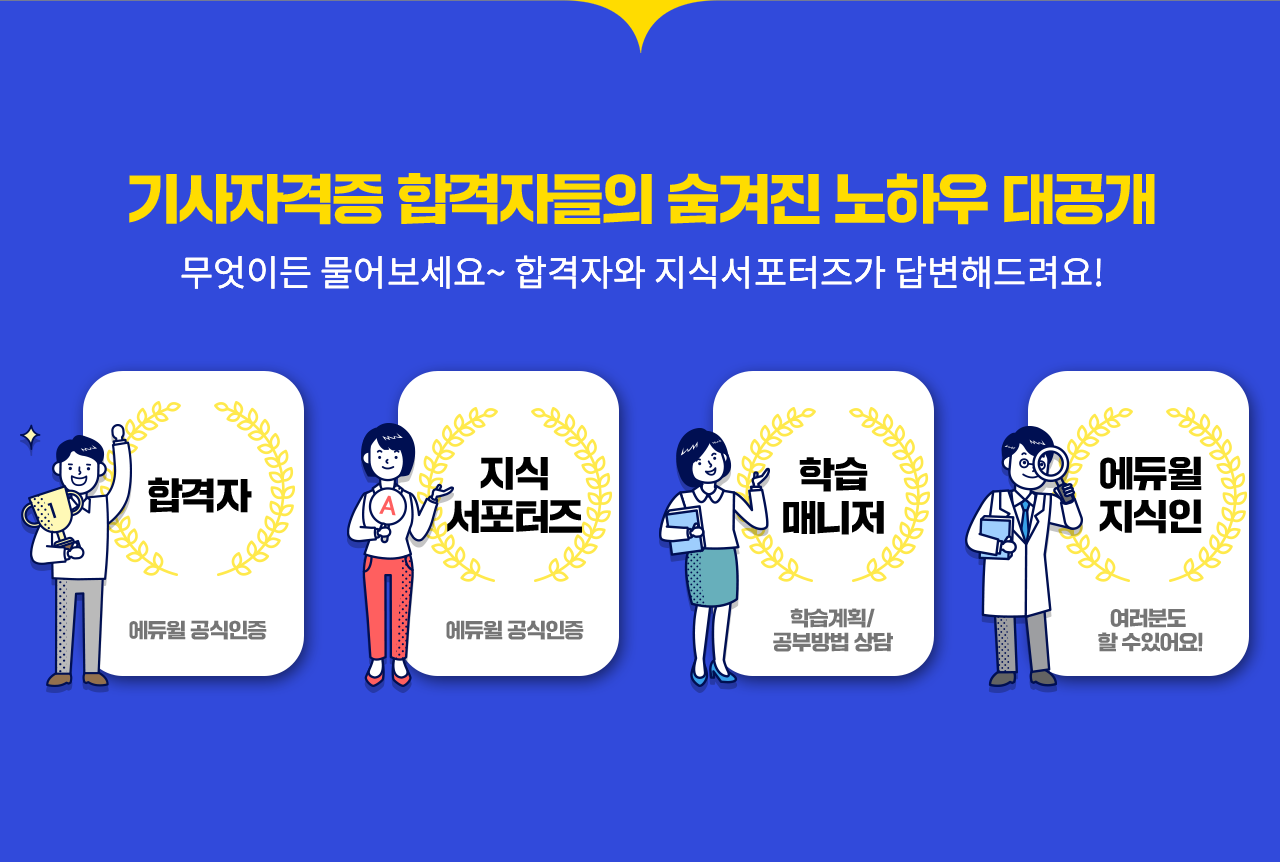 기사자격증 합격자들의 숨겨진 노하우 대공개
무엇이든 물어보세요~ 합격자와 지식서포터즈가 답변해드려요!
1
합격자
에듀윌 공식인증
A
지식
서포터즈
에듀윌 공식인증
학습
매니저
학습계획/
공부방법 상담
에듀윌
지식인
여러분도
할 수있어요!